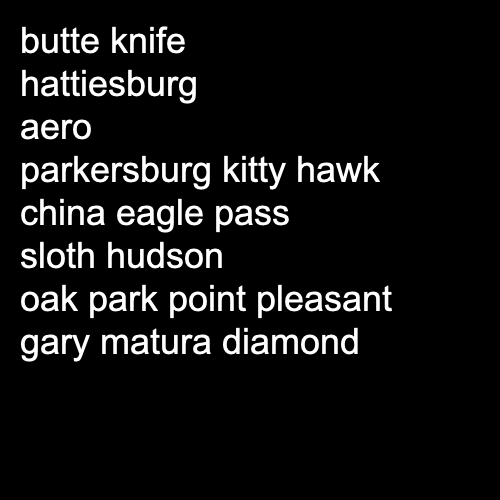 butte knife
hattiesburg
aero
parkersburg kitty hawk
china eagle pass
sloth hudson
oak park point pleasant
gary matura diamond